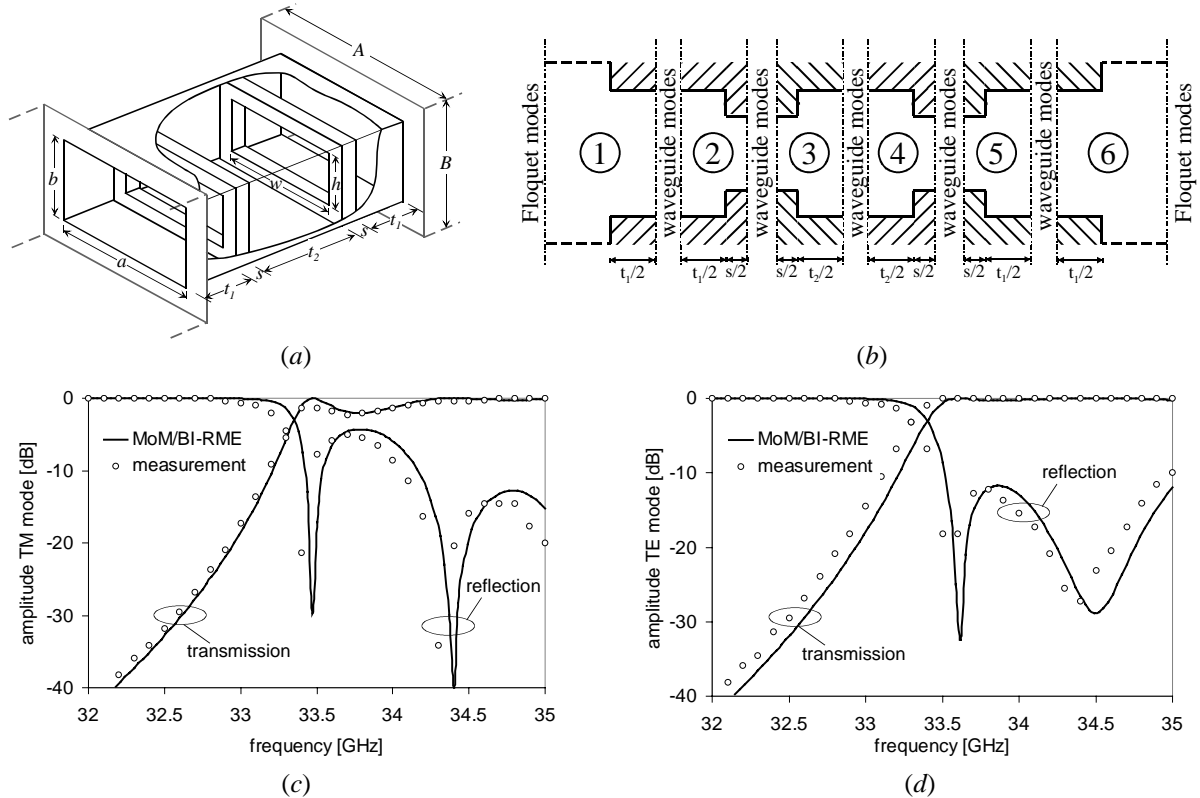 A
B
b
a
w
h
t1
s
t2
s
t1
(a)
Floquet modes
1
waveguide modes
2
waveguide modes
3
waveguide modes
4
waveguide modes
5
waveguide modes
6
Floquet modes
t1/2
t1/2
s/2
s/2
t2/2
t2/2
s/2
s/2
t1/2
t1/2
(b)
amplitude TM mode [dB]
0
-10
-20
-30
-40
MoM/BI-RME
measurement
transmission
reflection
32
32.5
33
33.5
34
34.5
35
frequency [GHz]
(c)
amplitude TE mode [dB]
0
-10
-20
-30
-40
MoM/BI-RME
measurement
reflection
transmission
32
32.5
33
33.5
34
34.5
35
frequency [GHz]
(d)